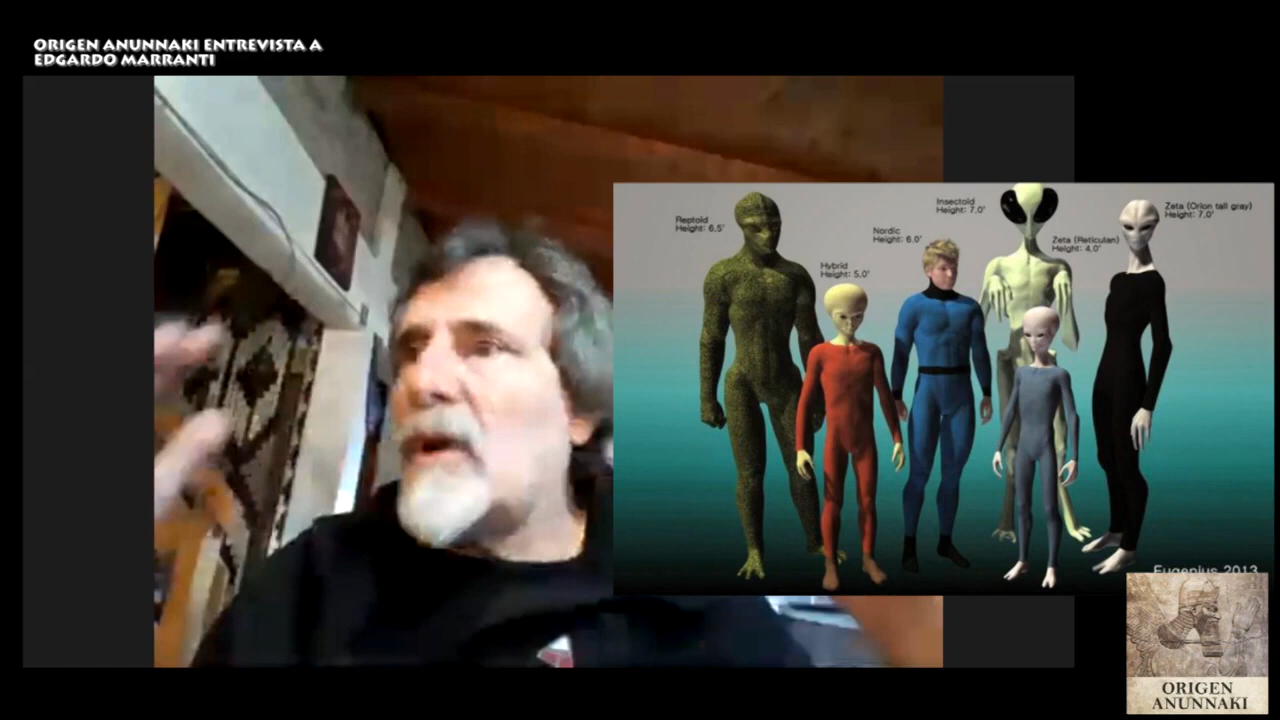 ORIGEN ANUNNAKI ENTREVISTA A
EDGARDO MARRANTI
Reptoid
Height: 6.5'
Hybrid
Height: 5.0'
Nordic
Height: 6.0'
Insectoid
Height: 7.0'
Zeta (Reticulan)
Height: 4.0'
Zeta (Orion tall gray)
Height: 7.0'
Eugenius 2013
ORIGEN
ANUNNAKI